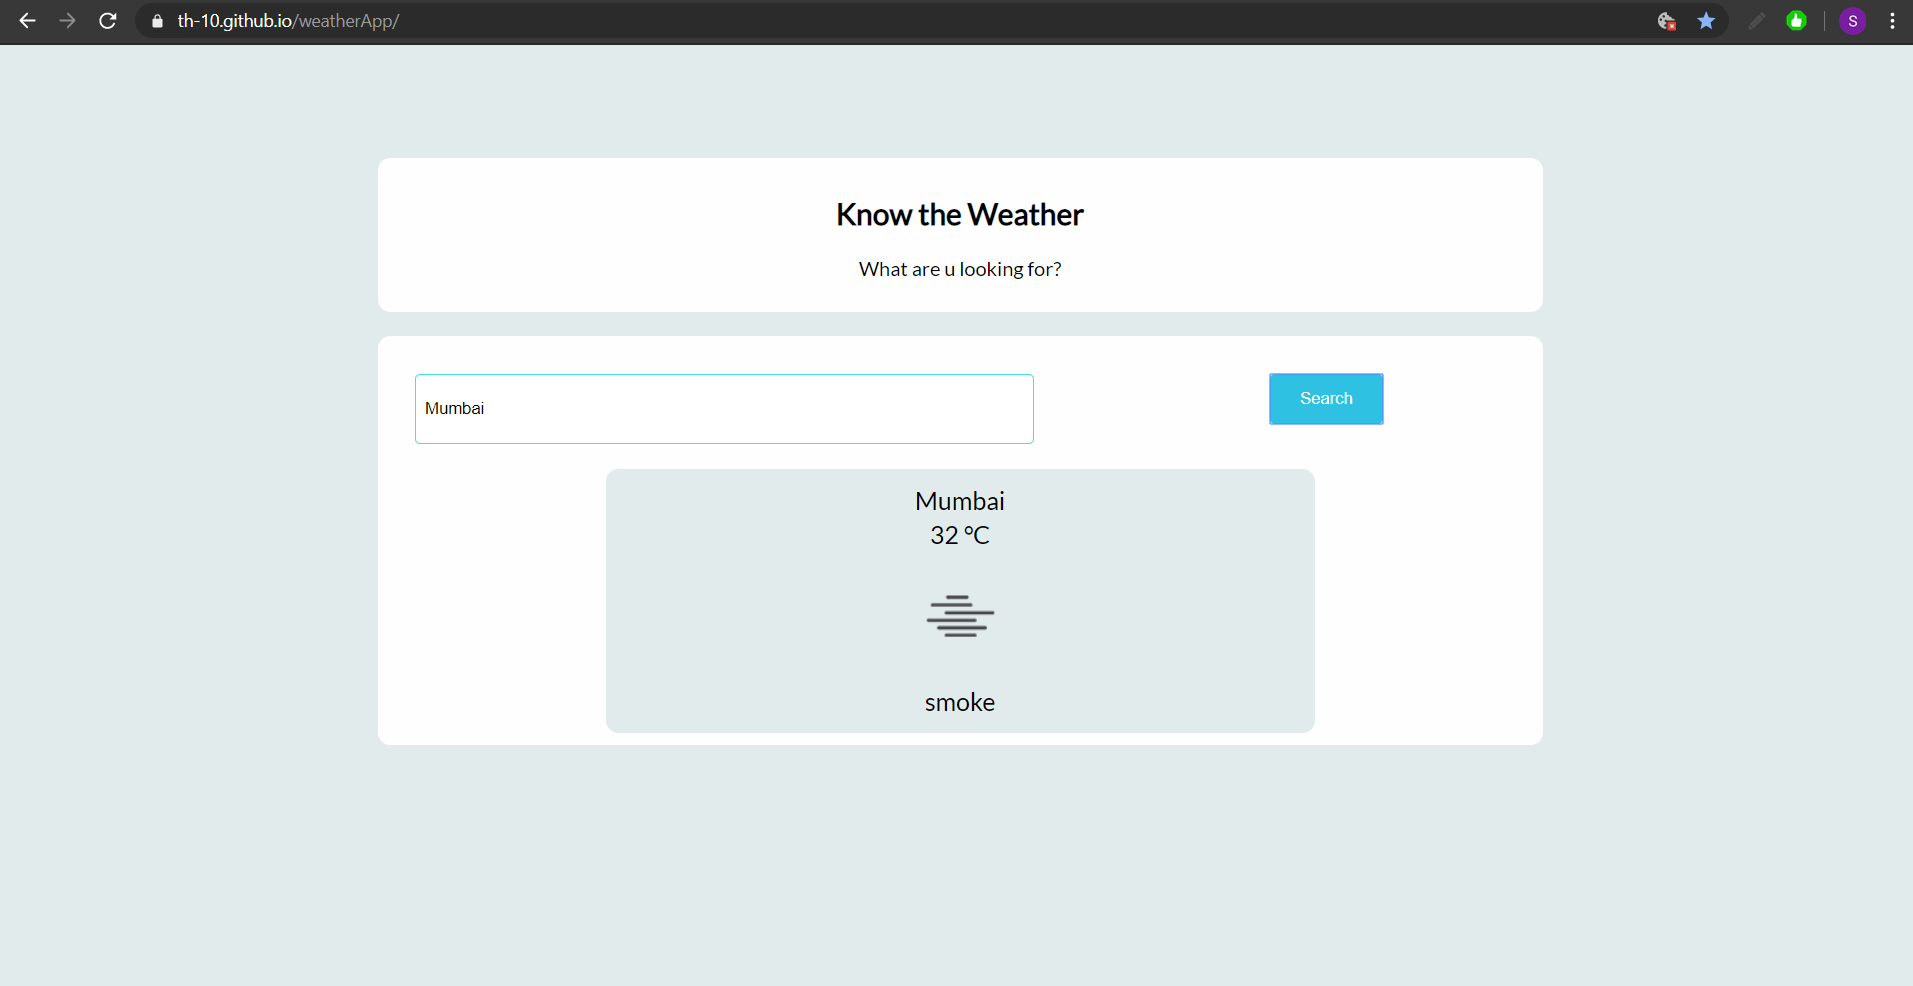 th-10.github.io/weatherApp/
S
Know the Weather
What are u looking for?
Mumbai
Search
Mumbai
32 °C
smoke